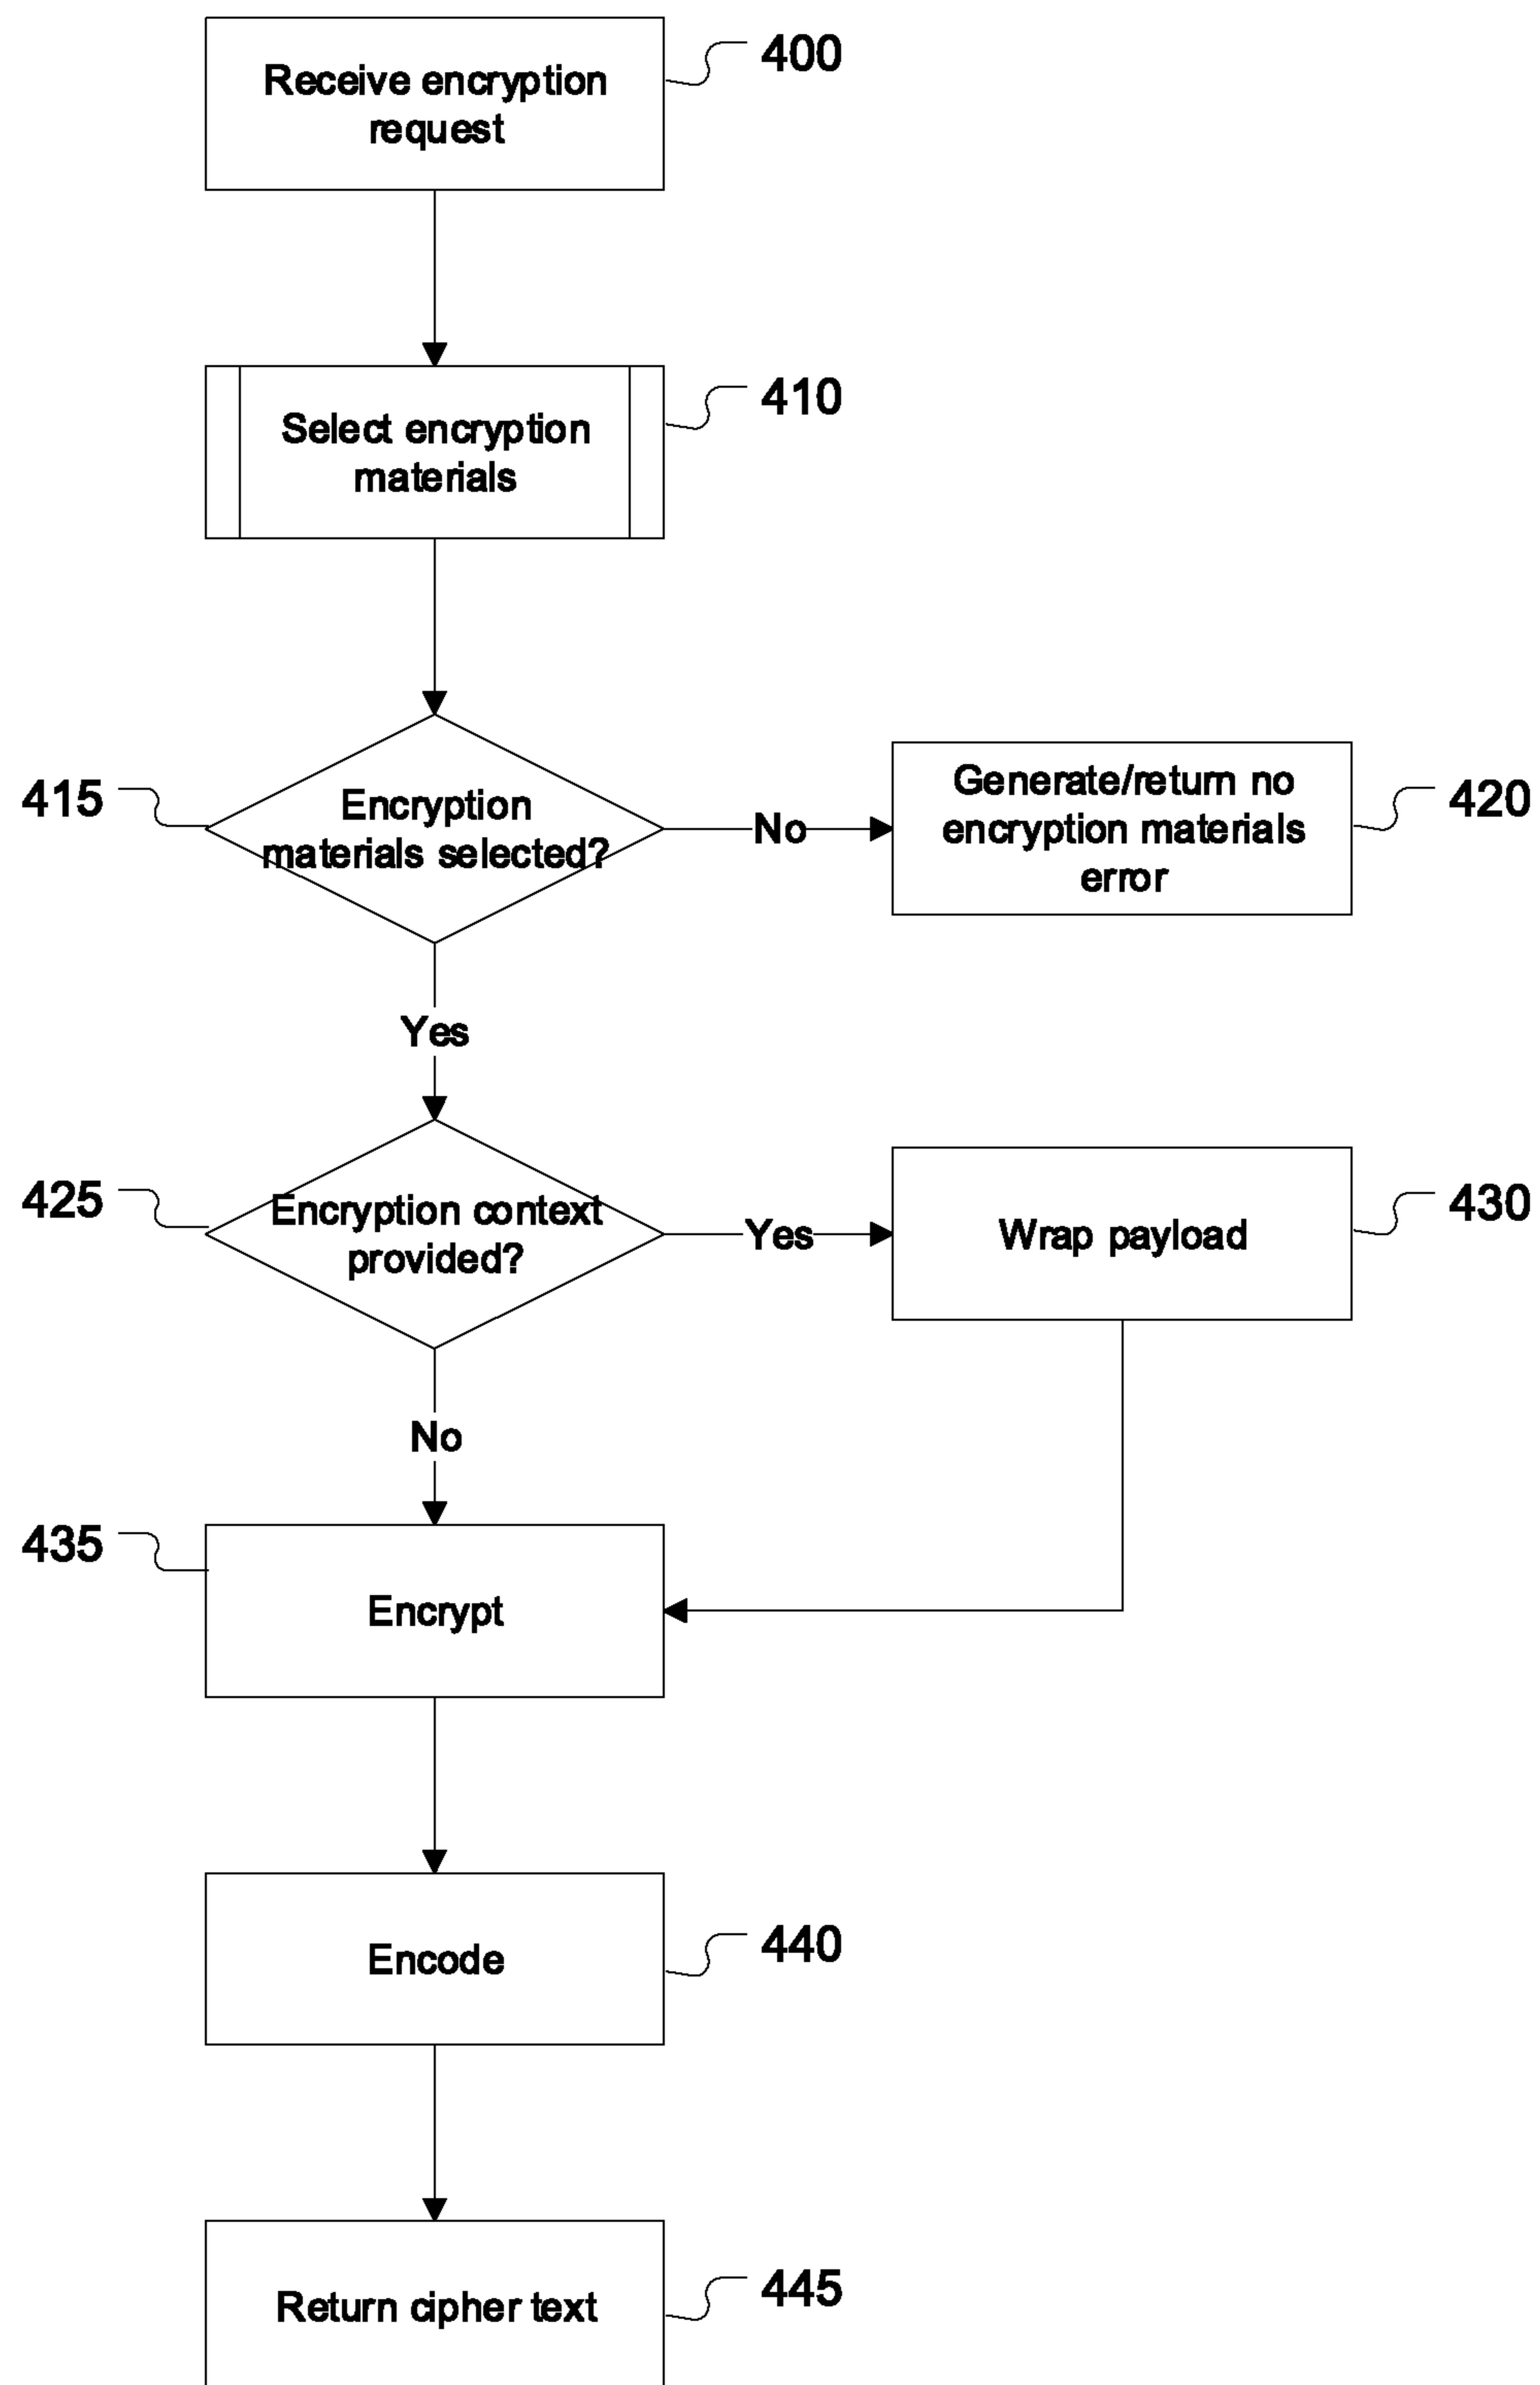 Receive encryption
request
400
Select encryption
materials
410
415
Encryption
materials selected?
No
Generate/return no
encryption materials
error
420
Yes
425
Encryption context
provided?
Yes
Wrap payload
430
No
435
Encrypt
Encode
440
Return cipher text
445